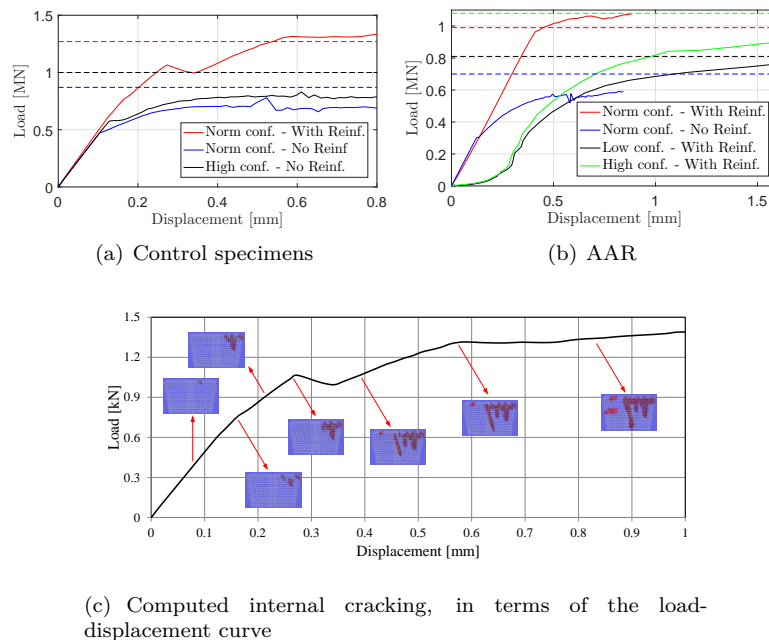 1.5
1
0.5
0
Load [MN]
0
0.2
0.4
0.6
0.8
Displacement [mm]
Norm conf. - With Reinf.
Norm conf. - No Reinf
High conf. - No Reinf.
(a) Control specimens
1
0.8
0.6
0.4
0.2
0
Load [MN]
0
0.5
1
1.5
Displacement [mm]
Norm conf. - With Reinf.
Norm conf. - No Reinf.
Low conf. - With Reinf.
High conf. - With Reinf.
(b) AAR
1.5
1.2
0.9
0.6
0.3
0
Load [kN]
0
0.1
0.2
0.3
0.4
0.5
0.6
0.7
0.8
0.9
1
Displacement [mm]
(c) Computed internal cracking, in terms of the load-
displacement curve